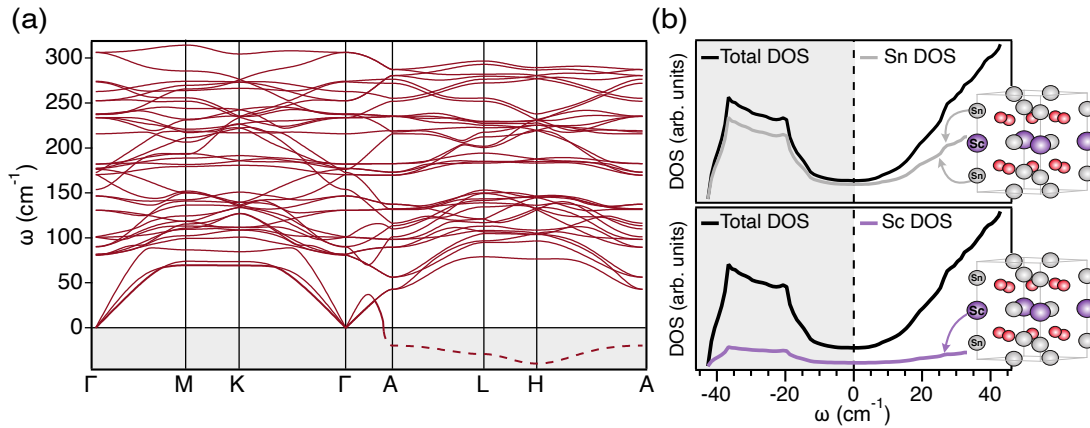 (a)
ω (cm⁻¹)
300
250
200
150
100
50
0
Γ M K Γ A L H A
(b)
DOS (arb. units)
Total DOS Sn DOS
Sn
Sc
Sn
DOS (arb. units)
Total DOS Sc DOS
Sn
Sc
Sn
-40 -20 0 20 40
ω (cm⁻¹)